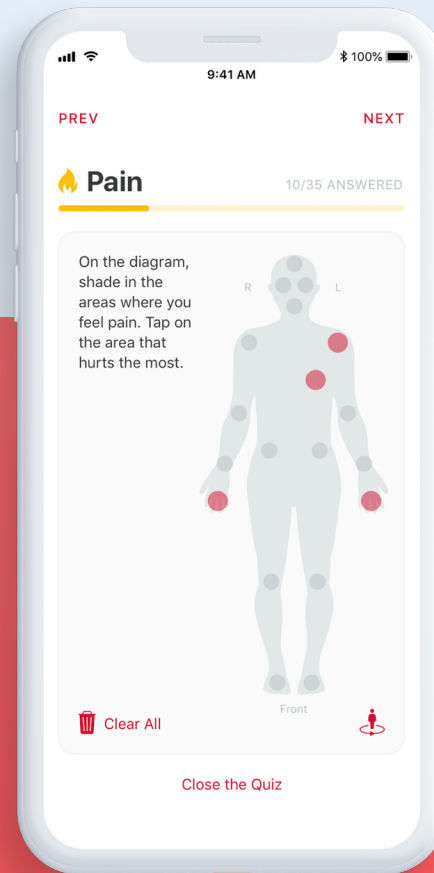 100%
9:41 AM
PREV
NEXT
Pain
10/35 ANSWERED
On the diagram,
shade in the
areas where you
feel pain. Tap on
the area that
hurts the most.
R
L
Front
Clear All
Close the Quiz